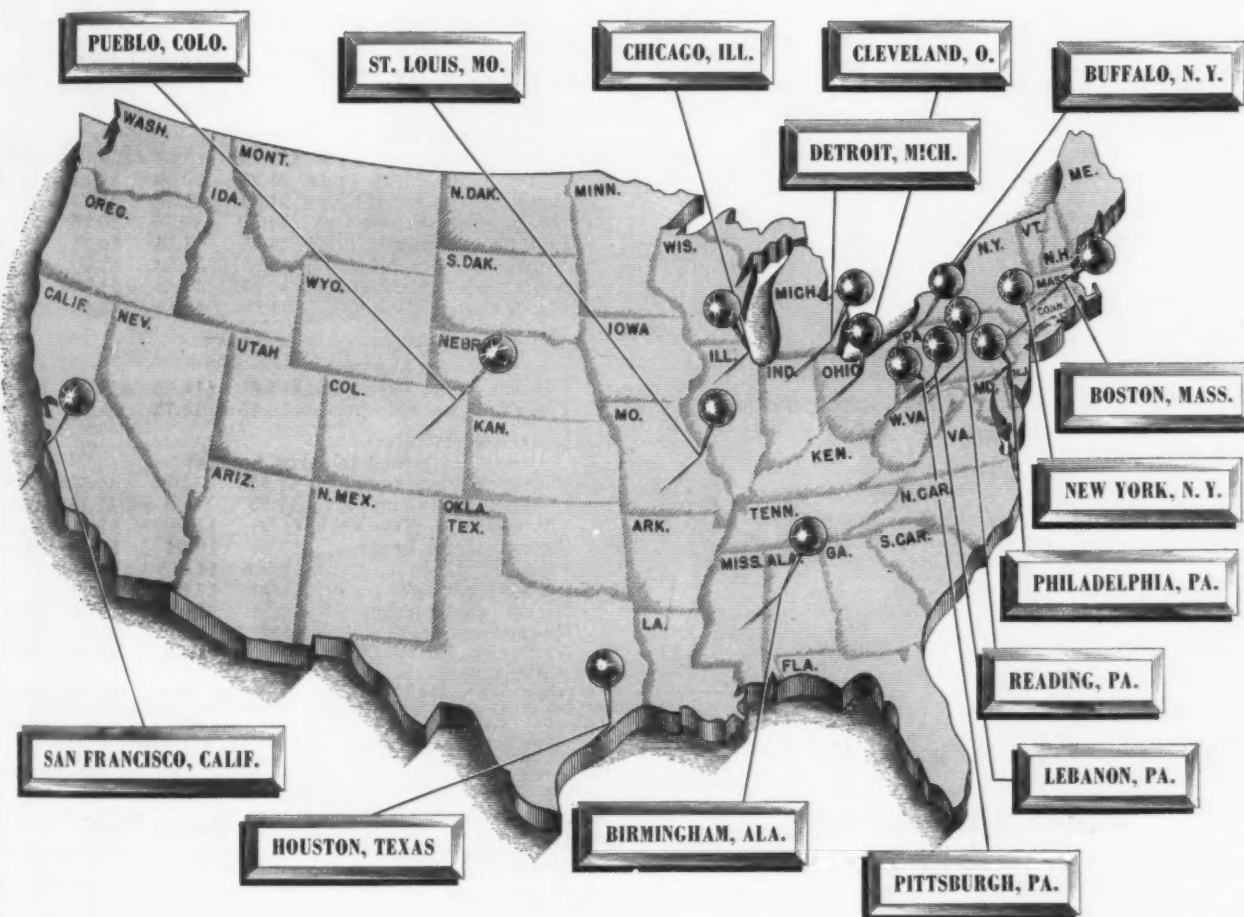 PUEBLO, COLO.
ST. LOUIS, MO.
CHICAGO, ILL.
CLEVELAND, O.
BUFFALO, N. Y.
DETROIT, MICH.
WASH.
MONT.
N.DAK.
MINN.
ME.
OREG.
IDA.
WIS.
N.Y.
VT.
N.H.
S.DAK.
WYO.
MICH.
MASS.
CALIF.
NEV.
IOWA
CONN.
UTAH
NEBR.
ILL.
IND.
OHIO
PA.
COL.
MO.
MD.
N.J.
BOSTON, MASS.
KAN.
W.VA.
VA.
KEN.
ARIZ.
N.MEX.
OKLA.
TEX.
ARK.
TENN.
N.CAR.
NEW YORK, N. Y.
MISS.
ALA.
GA.
S.CAR.
PHILADELPHIA, PA.
LA.
FLA.
READING, PA.
SAN FRANCISCO, CALIF.
LEBANON, PA.
HOUSTON, TEXAS
BIRMINGHAM, ALA.
PITTSBURGH, PA.